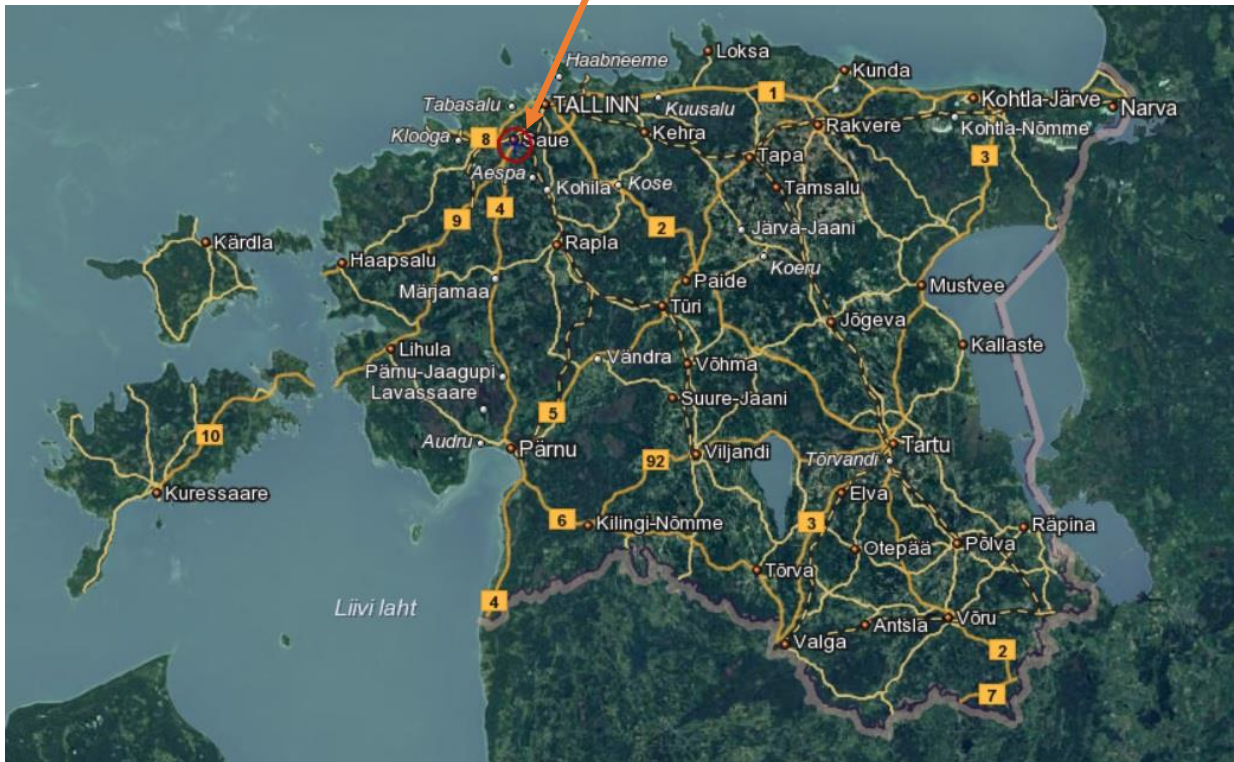 Loksa
Haabneeme
Kunda
1
Tabasalu
TALLINN
Kuusalu
Kohtla-Järve
Narva
Klooga
8
Saue
Kehra
Rakvere
Kohtla-Nõmme
Tapa
3
Aespa
Kohila
Kose
Tamsalu
9
4
2
Järva-Jaani
Kärdla
Rapla
Haapsalu
Koeru
Märjamaa
Paide
Mustvee
Türi
Jõgeva
Lihula
Vändra
Võhma
Kallaste
Pärnu-Jaagupi
Lavassaare
Suure-Jaani
5
10
Audru
Pärnu
Viljandi
Tartu
92
Tõrvandi
Kuressaare
Elva
6
Kilingi-Nõmme
3
Räpina
Otepää
Põlva
Tõrva
4
Liivi laht
Antsla
Võru
Valga
2
7